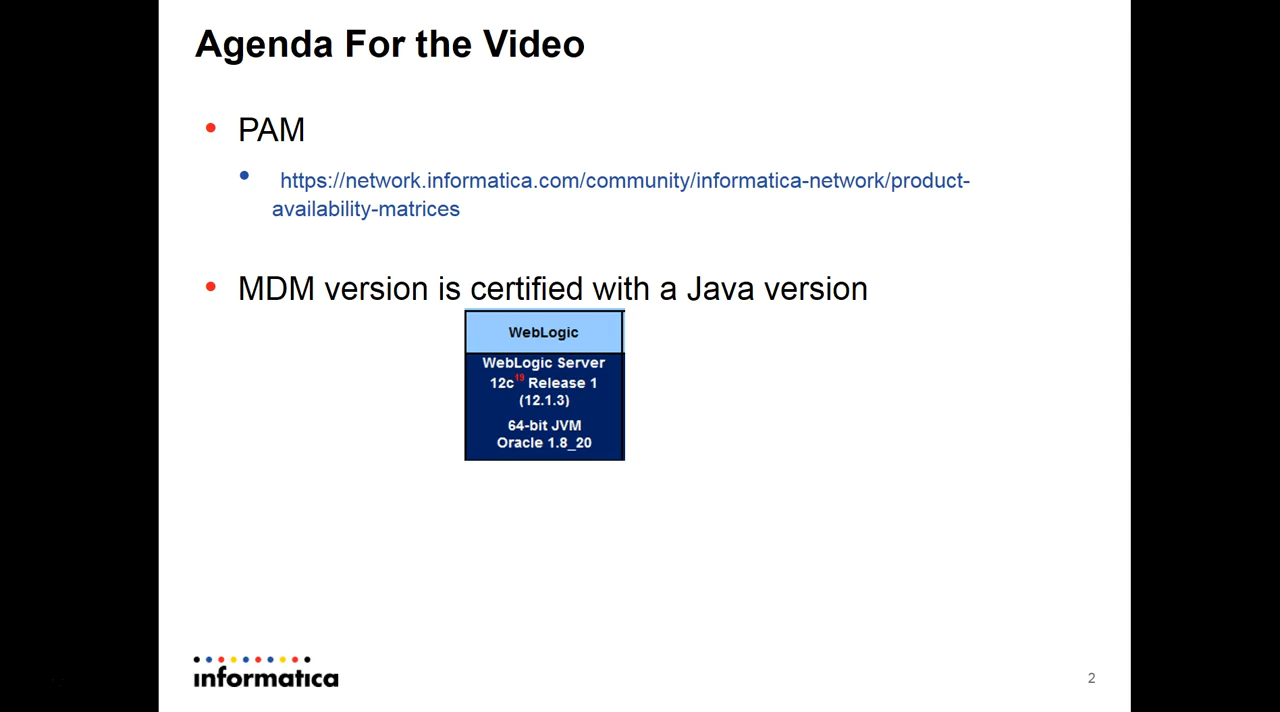 Agenda For the Video
PAM
https://network.informatica.com/community/informatica-network/product-
availability-matrices
MDM version is certified with a Java version
WebLogic
WebLogic Server
12c19 Release 1
(12.1.3)
64-bit JVM
Oracle 1.8_20
informatica
2